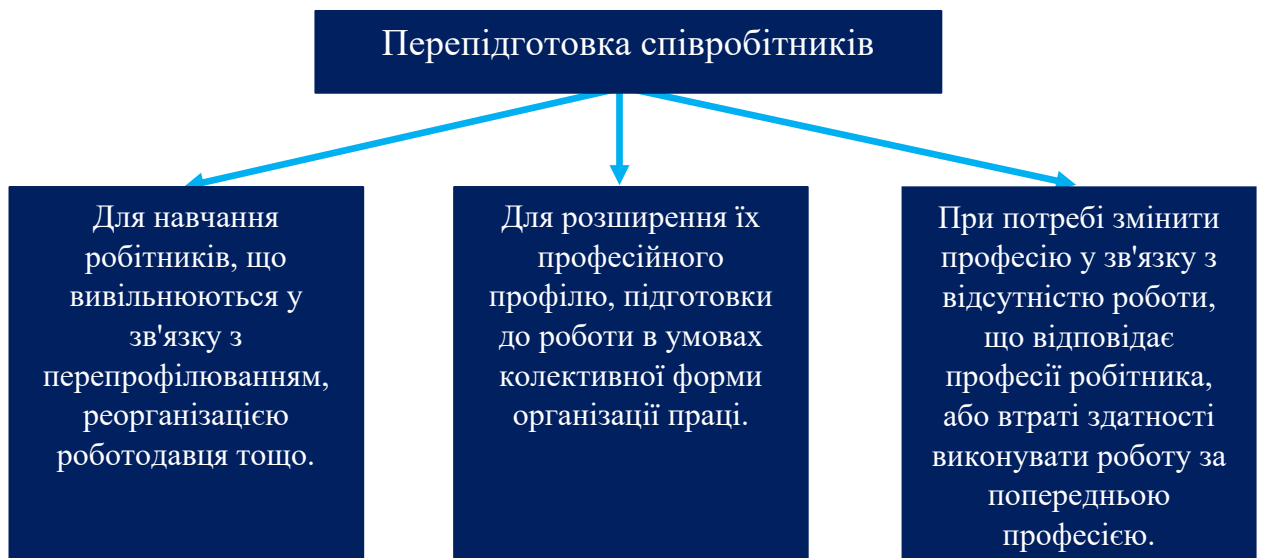 Перепідготовка співробітників
Для навчання
робітників, що
вивільнюються у
зв'язку з
перепрофілюванням,
реорганізацією
роботодавця тощо.
Для розширення їх
професійного
профілю, підготовки
до роботи в умовах
колективної форми
організації праці.
При потребі змінити
професію у зв'язку з
відсутністю роботи,
що відповідає
професії робітника,
або втраті здатності
виконувати роботу за
попередньою
професією.